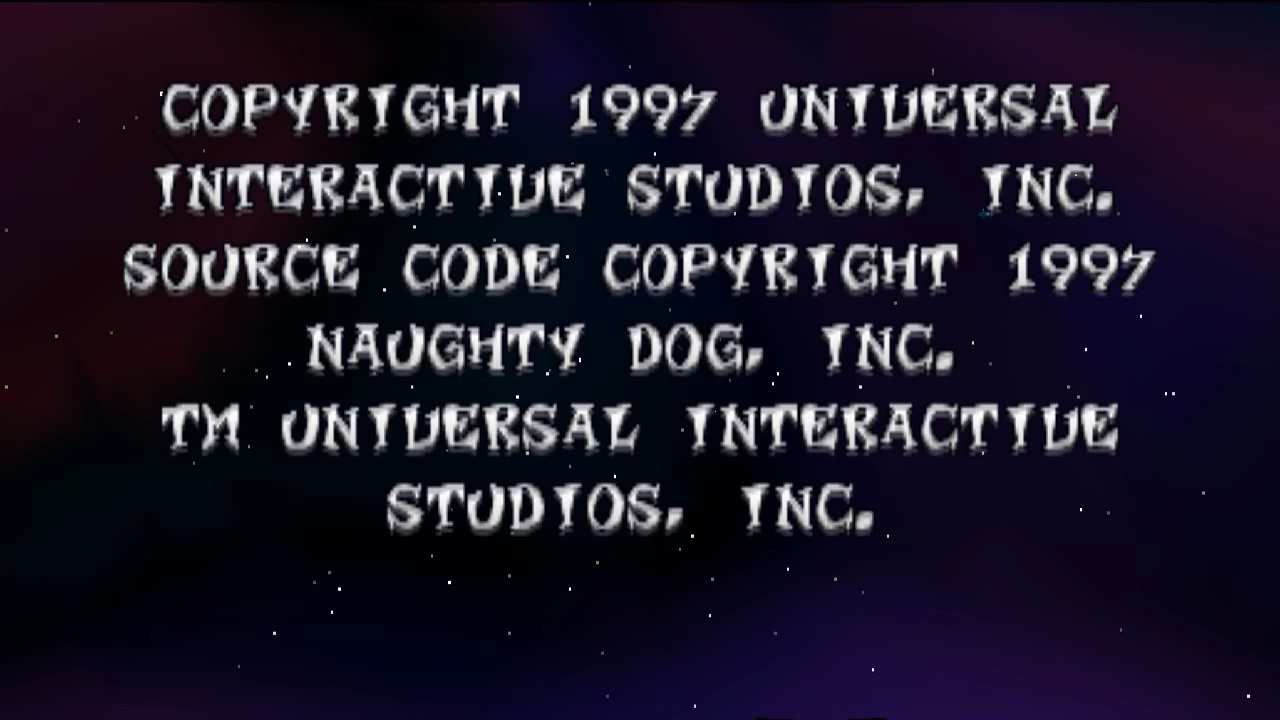 COPYRIGHT 1997 UNIVERSAL
INTERACTIVE STUDIOS, INC.
SOURCE CODE COPYRIGHT 1997
NAUGHTY DOG, INC.
TM UNIVERSAL INTERACTIVE
STUDIOS, INC.